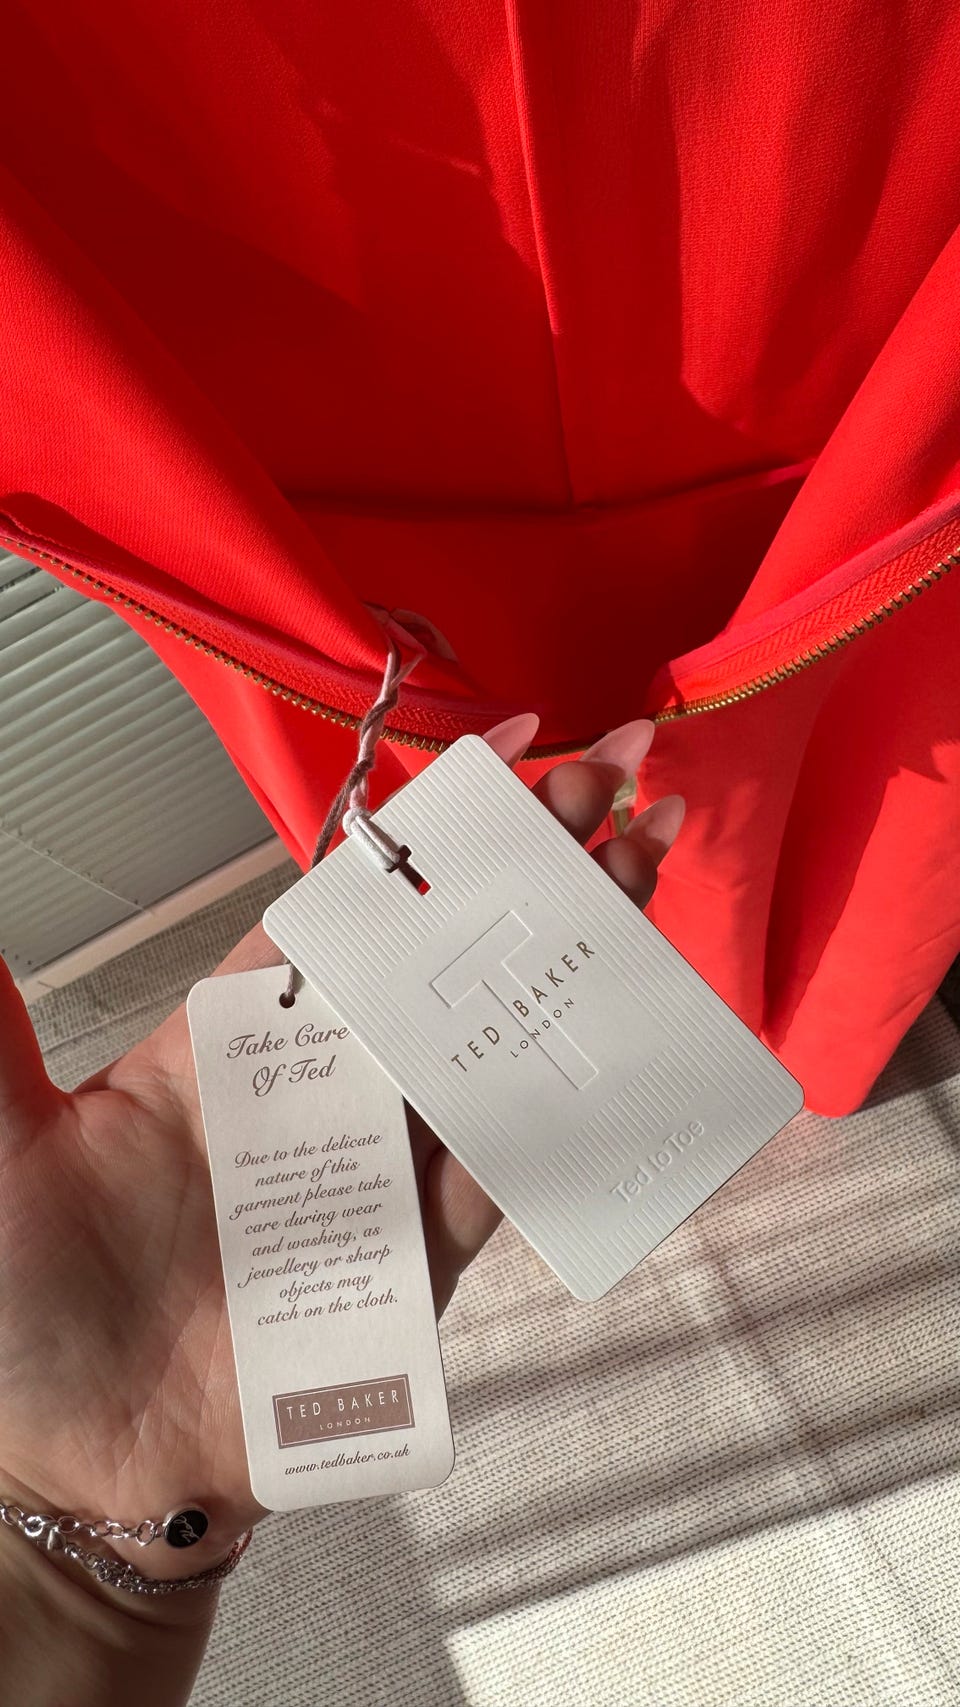 TED BAKER
LONDON
Ted to Toe
Take Care
Of Ted
Due to the delicate
nature of this
garment please take
care during wear
and washing, as
jewellery or sharp
objects may
catch on the cloth.
TED BAKER
LONDON
www.tedbaker.co.uk